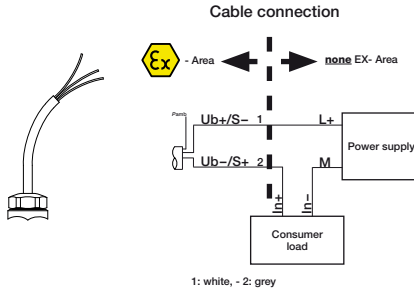 Cable connection
Ex - Area none EX- Area
Pamb
Ub+/S− 1 L+
Power supply
Ub−/S+ 2 M
In+ In−
Consumer
load
1: white, - 2: grey